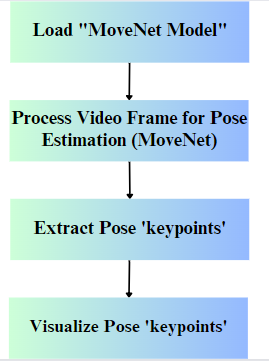 Load "MoveNet Model"
Process Video Frame for Pose
Estimation (MoveNet)
Extract Pose 'keypoints'
Visualize Pose 'keypoints'